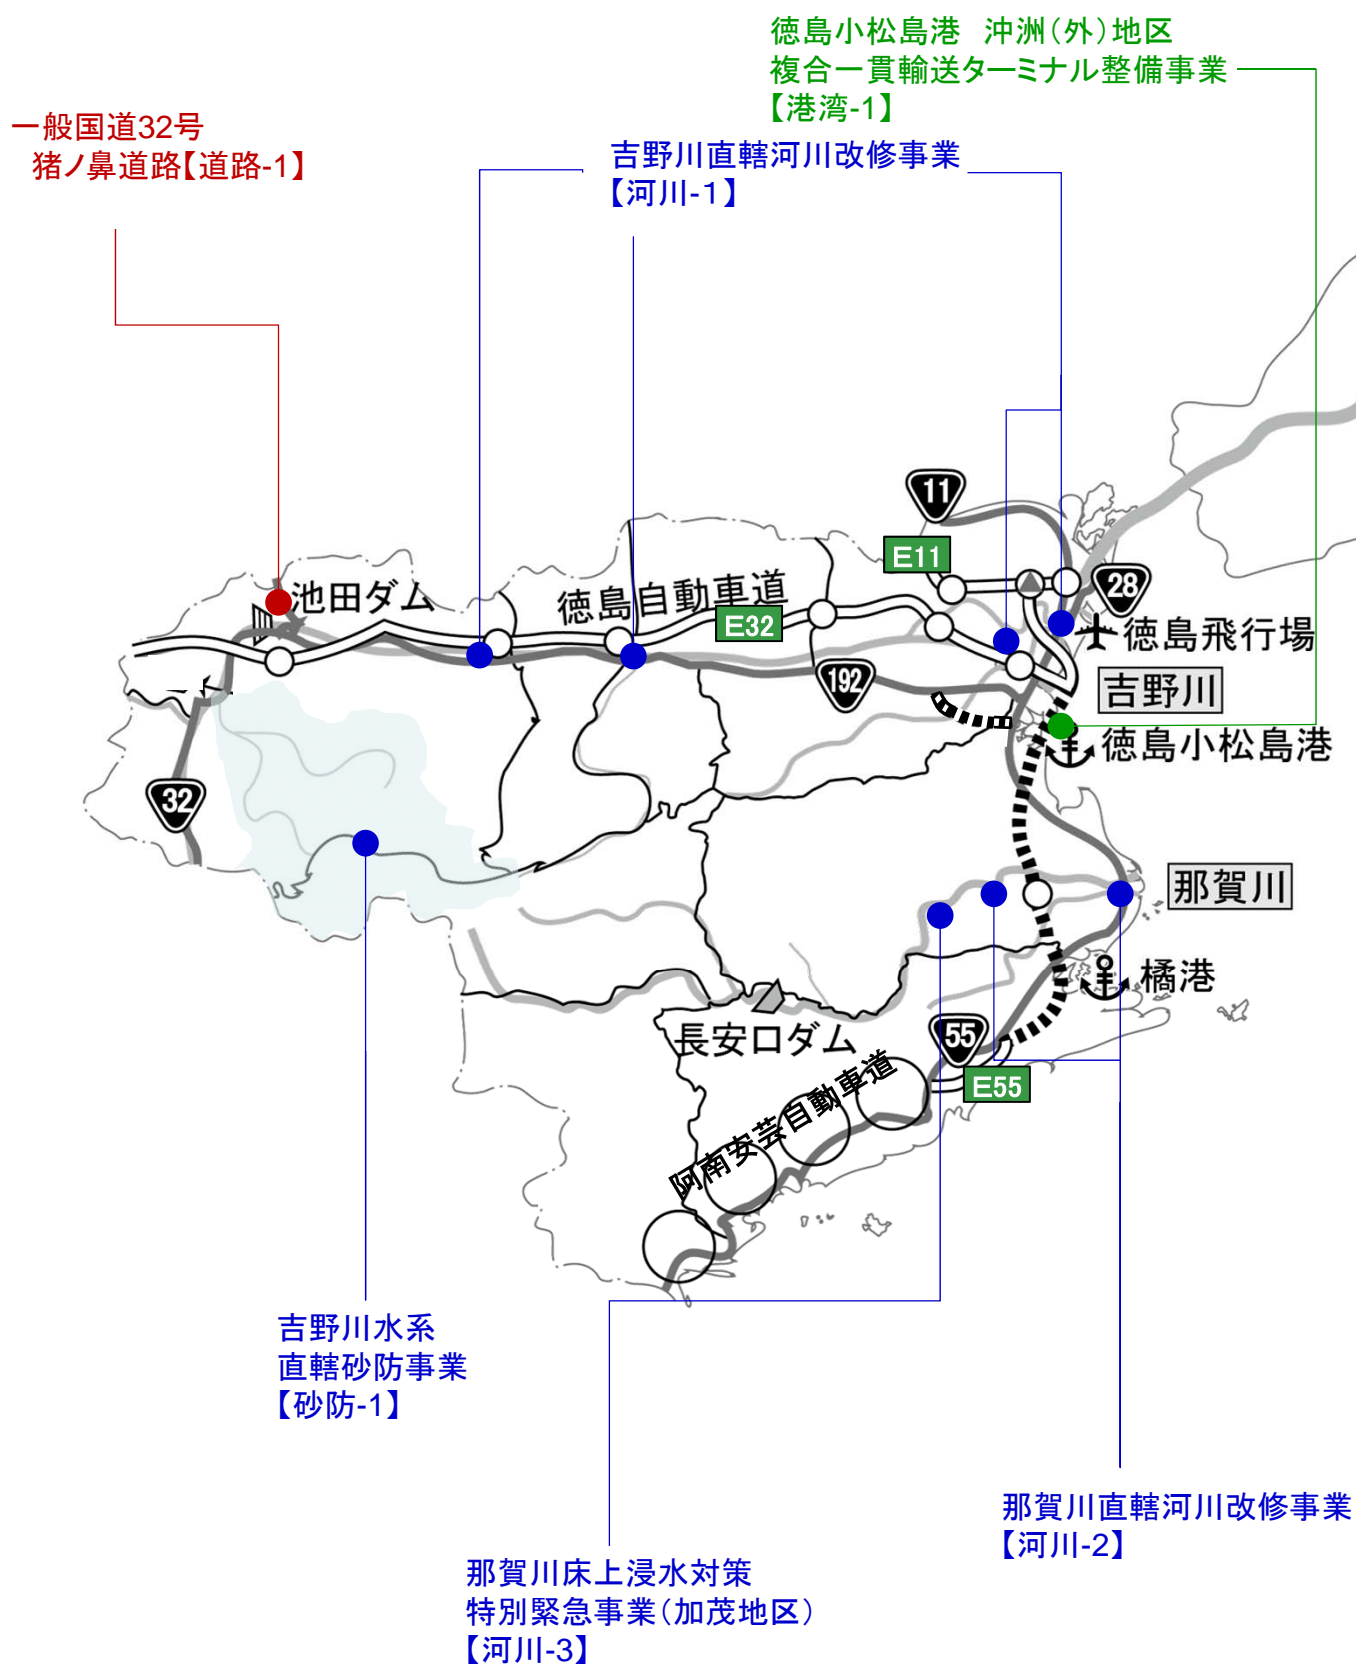 徳島小松島港　沖洲（外）地区
複合一貫輸送ターミナル整備事業
【港湾-1】
一般国道32号
猪ノ鼻道路【道路-1】
吉野川直轄河川改修事業
【河川-1】
11
E11
28
池田ダム
徳島自動車道
E32
徳島飛行場
192
吉野川
徳島小松島港
32
那賀川
橘港
長安口ダム
55
E55
阿南安芸自動車道
吉野川水系
直轄砂防事業
【砂防-1】
那賀川直轄河川改修事業
【河川-2】
那賀川床上浸水対策
特別緊急事業（加茂地区）
【河川-3】